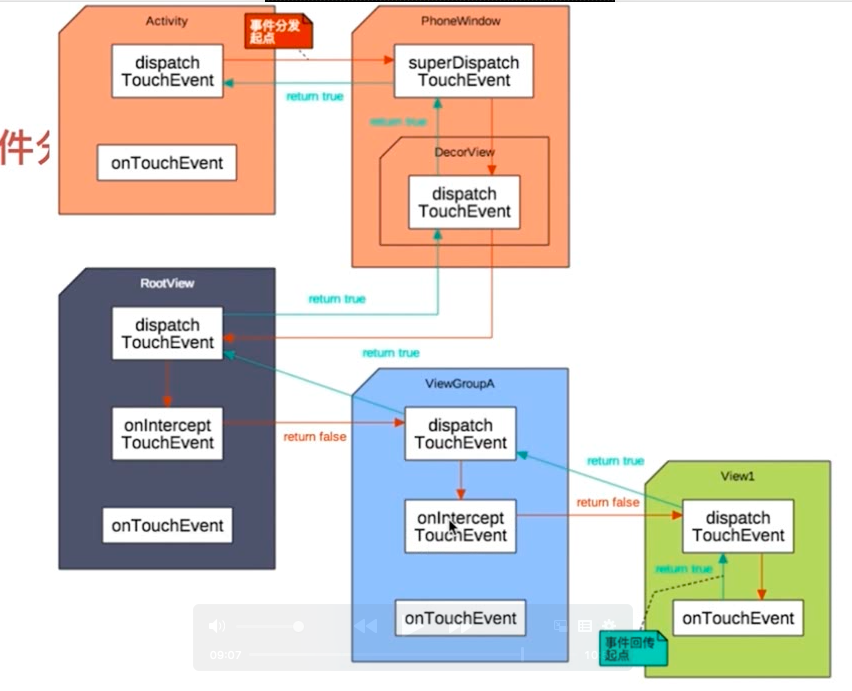 Activity
事件分发
起点
PhoneWindow
dispatch
TouchEvent
superDispatch
TouchEvent
return true
return true
件分
onTouchEvent
DecorView
dispatch
TouchEvent
RootView
return true
dispatch
TouchEvent
return true
ViewGroupA
onIntercept
TouchEvent
return false
dispatch
TouchEvent
return true
View1
onIntercept
TouchEvent
return false
dispatch
TouchEvent
onTouchEvent
return true
onTouchEvent
onTouchEvent
事件回传
起点
09:07
10: